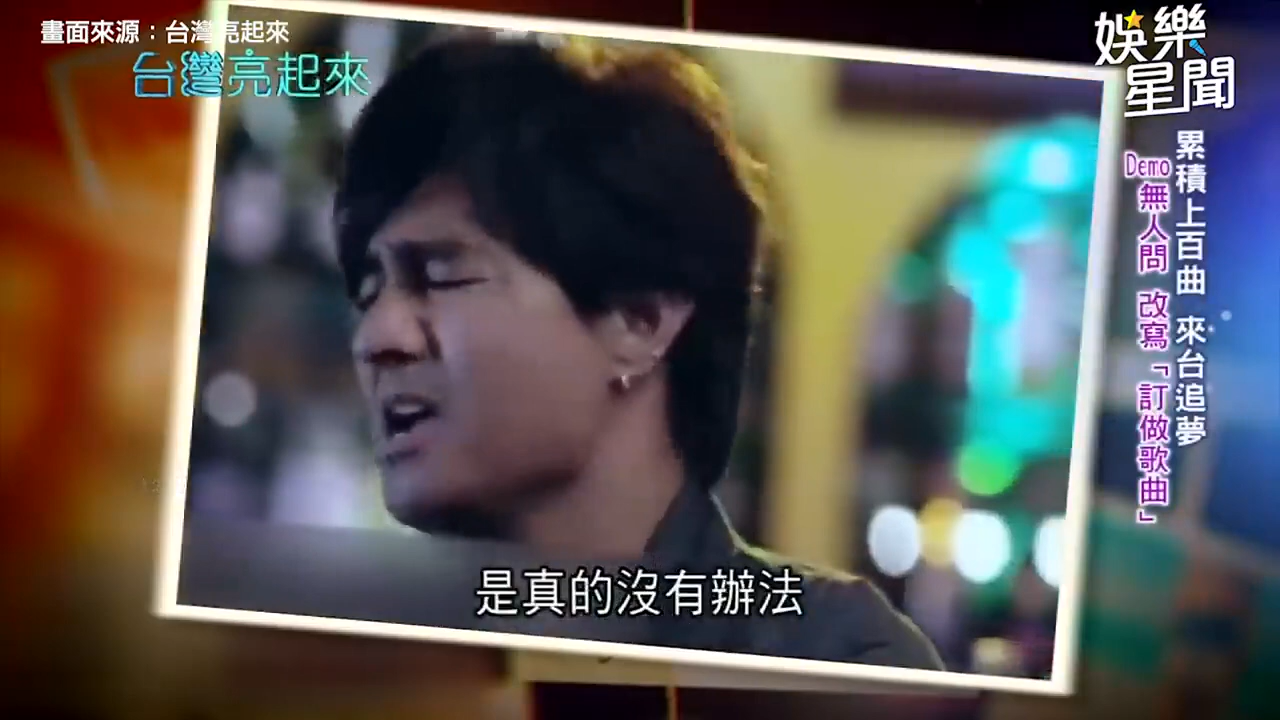 畫面來源：台灣亮起來
台灣亮起來
娛樂
星聞
累積上百曲 來台追夢
Demo無人問 改寫「訂做歌曲」
是真的沒有辦法